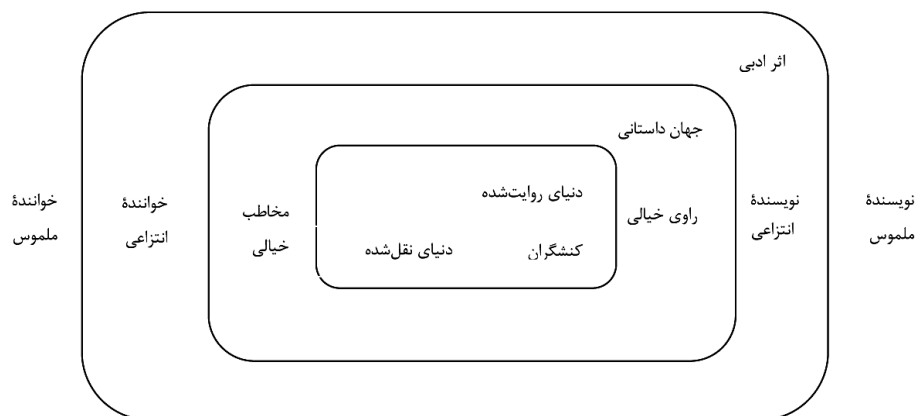 اثر ادبی
جهان داستانی
دنیای روایت‌شده
کنشگران
دنیای نقل‌شده
راوی خیالی
مخاطب
خیالی
نویسندهٔ
انتزاعی
خوانندهٔ
انتزاعی
نویسندهٔ
ملموس
خوانندهٔ
ملموس